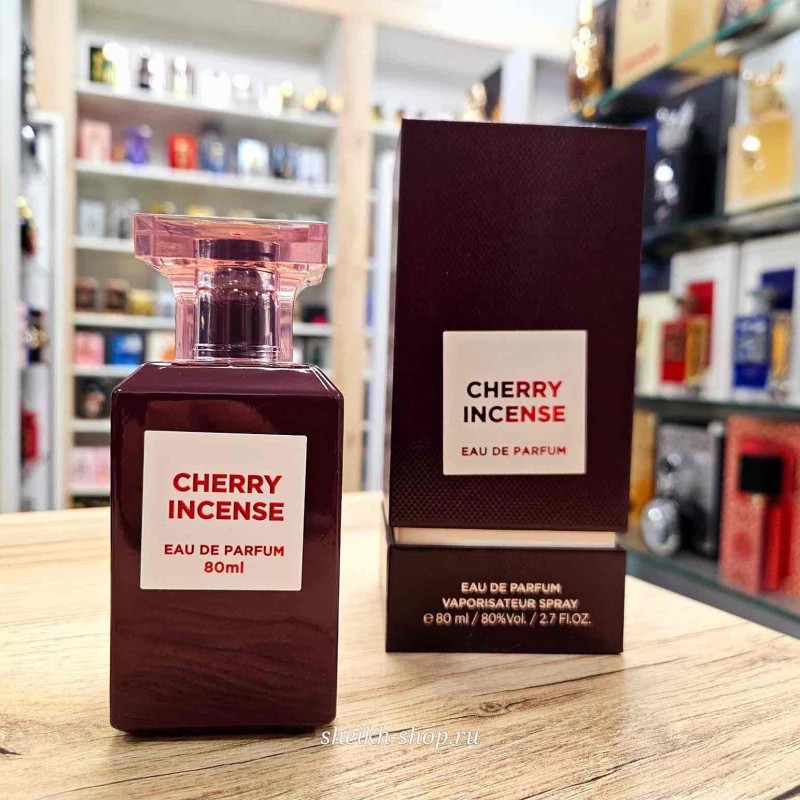 CHERRY
INCENSE
EAU DE PARFUM
80ml
CHERRY
INCENSE
EAU DE PARFUM
EAU DE PARFUM
VAPORISATEUR SPRAY
℮ 80 ml / 80%Vol. / 2.7 Fl.OZ.
sheikh-shop.ru